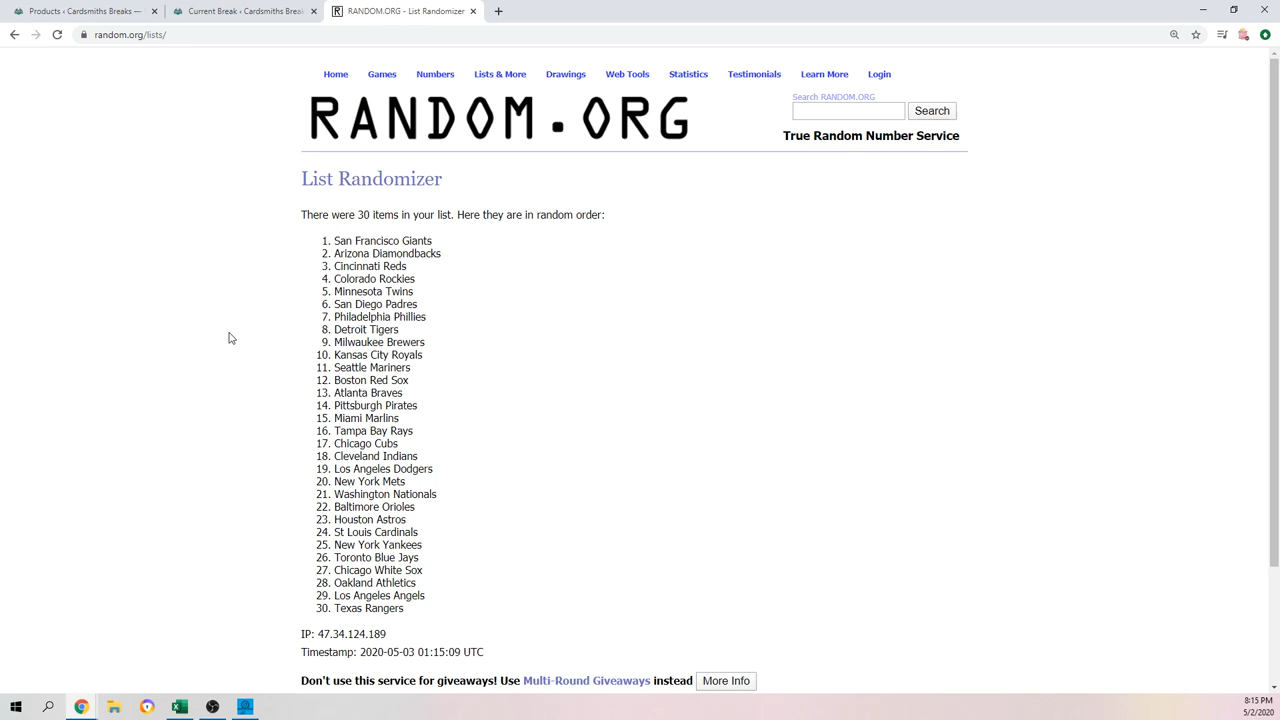 Products ‹ Cardsmiths Breaks —
Current Break ‹ Cardsmiths Break
RANDOM.ORG - List Randomizer
random.org/lists/
Home Games Numbers Lists & More Drawings Web Tools Statistics Testimonials Learn More Login
RANDOM.ORG
Search RANDOM.ORG
Search
True Random Number Service
List Randomizer
There were 30 items in your list. Here they are in random order:
1. San Francisco Giants
2. Arizona Diamondbacks
3. Cincinnati Reds
4. Colorado Rockies
5. Minnesota Twins
6. San Diego Padres
7. Philadelphia Phillies
8. Detroit Tigers
9. Milwaukee Brewers
10. Kansas City Royals
11. Seattle Mariners
12. Boston Red Sox
13. Atlanta Braves
14. Pittsburgh Pirates
15. Miami Marlins
16. Tampa Bay Rays
17. Chicago Cubs
18. Cleveland Indians
19. Los Angeles Dodgers
20. New York Mets
21. Washington Nationals
22. Baltimore Orioles
23. Houston Astros
24. St Louis Cardinals
25. New York Yankees
26. Toronto Blue Jays
27. Chicago White Sox
28. Oakland Athletics
29. Los Angeles Angels
30. Texas Rangers
IP: 47.34.124.189
Timestamp: 2020-05-03 01:15:09 UTC
Don't use this service for giveaways! Use Multi-Round Giveaways instead More Info
8:15 PM
5/2/2020